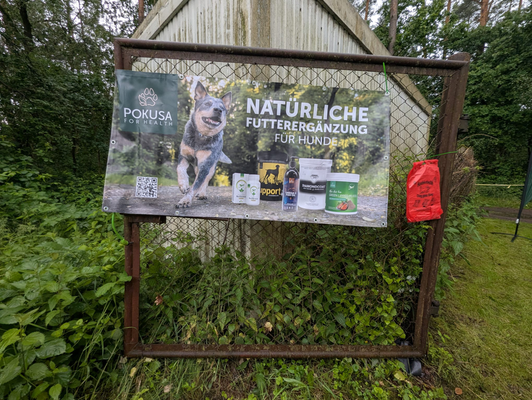 POKUSA
FOR HEALTH
NATÜRLICHE
FUTTERERGÄNZUNG
FÜR HUNDE